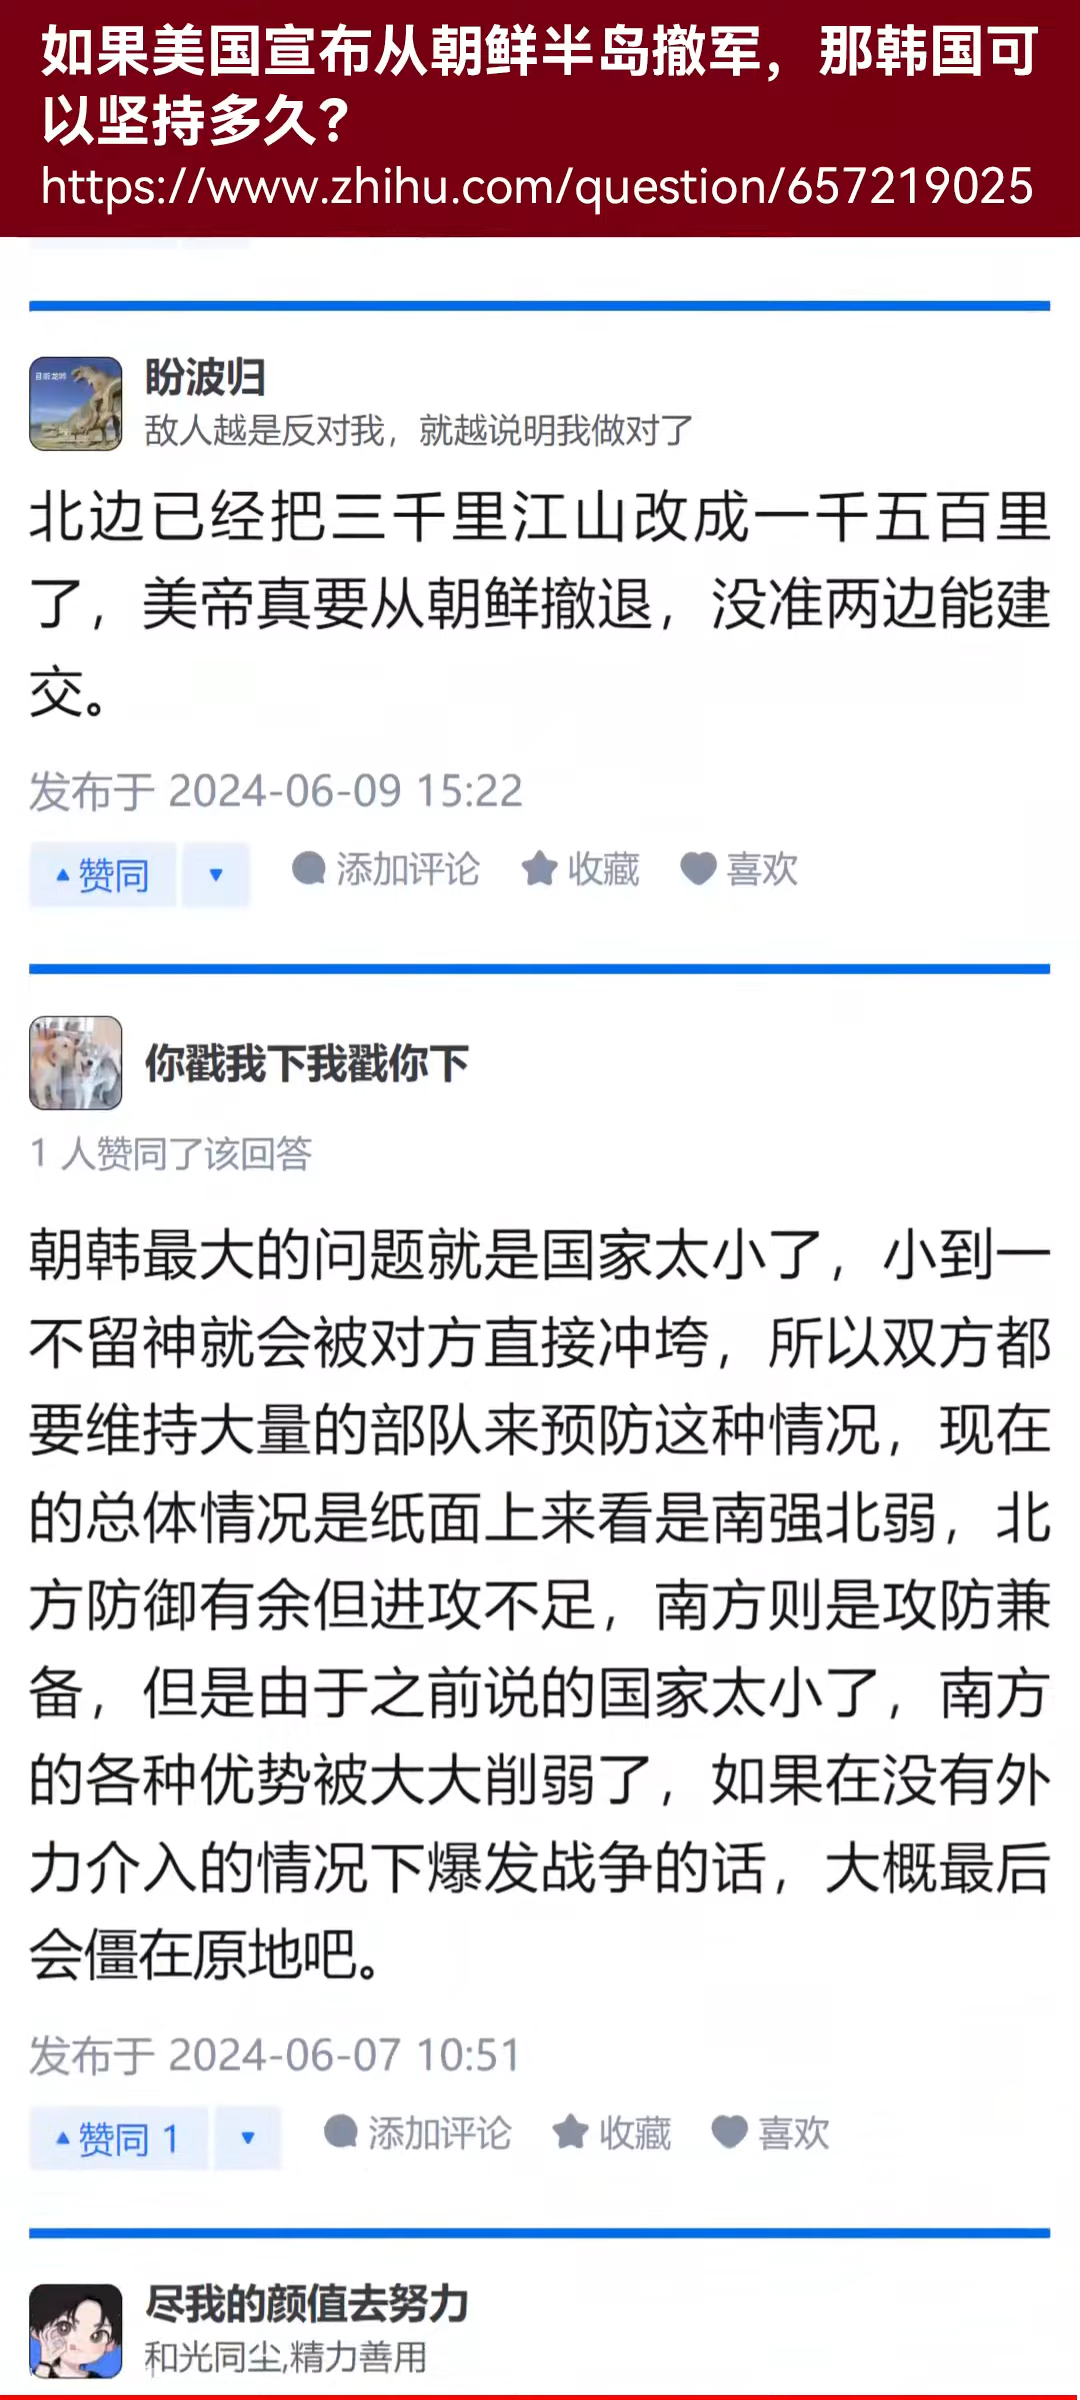 如果美国宣布从朝鲜半岛撤军，那韩国可
以坚持多久？
https://www.zhihu.com/question/657219025
盼波归
敌人越是反对我，就越说明我做对了
北边已经把三千里江山改成一千五百里
了，美帝真要从朝鲜撤退，没准两边能建
交。
发布于 2024-06-09 15:22
赞同
添加评论 收藏 喜欢
你戳我下我戳你下
1 人赞同了该回答
朝韩最大的问题就是国家太小了，小到一
不留神就会被对方直接冲垮，所以双方都
要维持大量的部队来预防这种情况，现在
的总体情况是纸面上来看是南强北弱，北
方防御有余但进攻不足，南方则是攻防兼
备，但是由于之前说的国家太小了，南方
的各种优势被大大削弱了，如果在没有外
力介入的情况下爆发战争的话，大概最后
会僵在原地吧。
发布于 2024-06-07 10:51
赞同 1
添加评论 收藏 喜欢
尽我的颜值去努力
和光同尘,精力善用